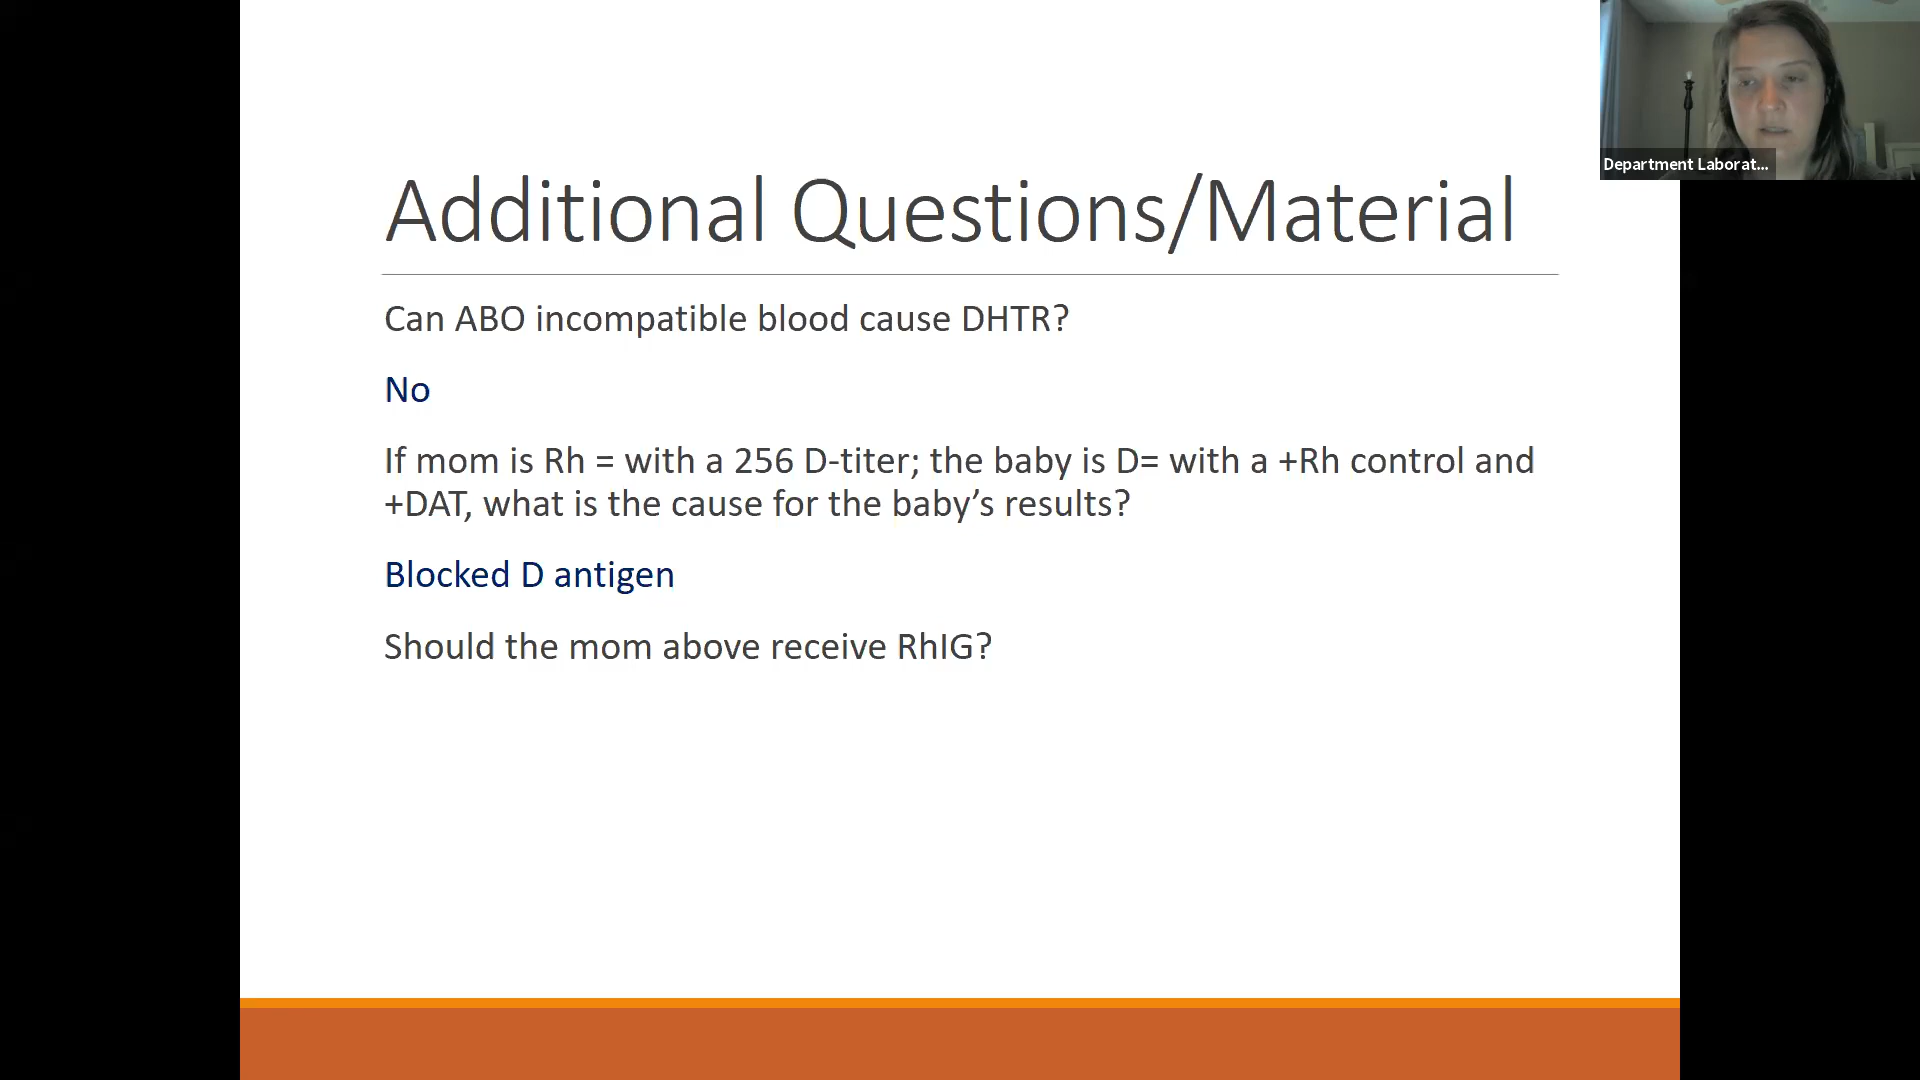 Department Laborat...
Additional Questions/Material
Can ABO incompatible blood cause DHTR?
No
If mom is Rh = with a 256 D-titer; the baby is D= with a +Rh control and
+DAT, what is the cause for the baby’s results?
Blocked D antigen
Should the mom above receive RhIG?